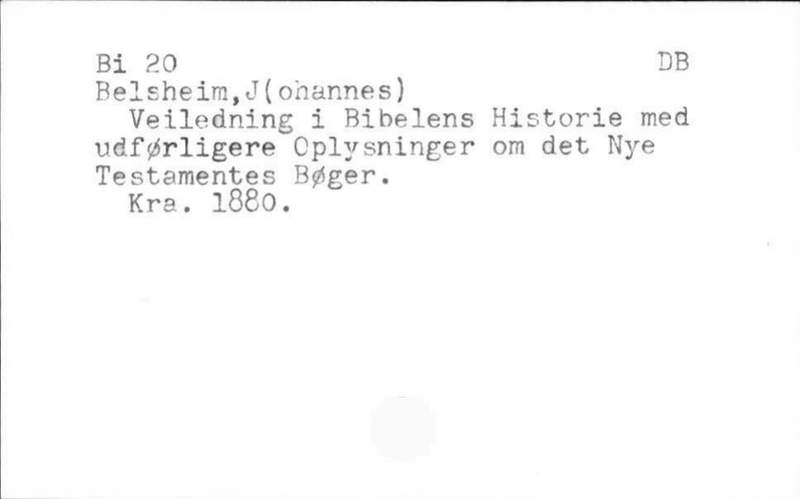 Bi 20 DB
Belsheim,J(ohannes)
Veiledning i Bibelens Historie med
udførligere Oplysninger om det Nye
Testamentes Bøger.
Kra. 1880.